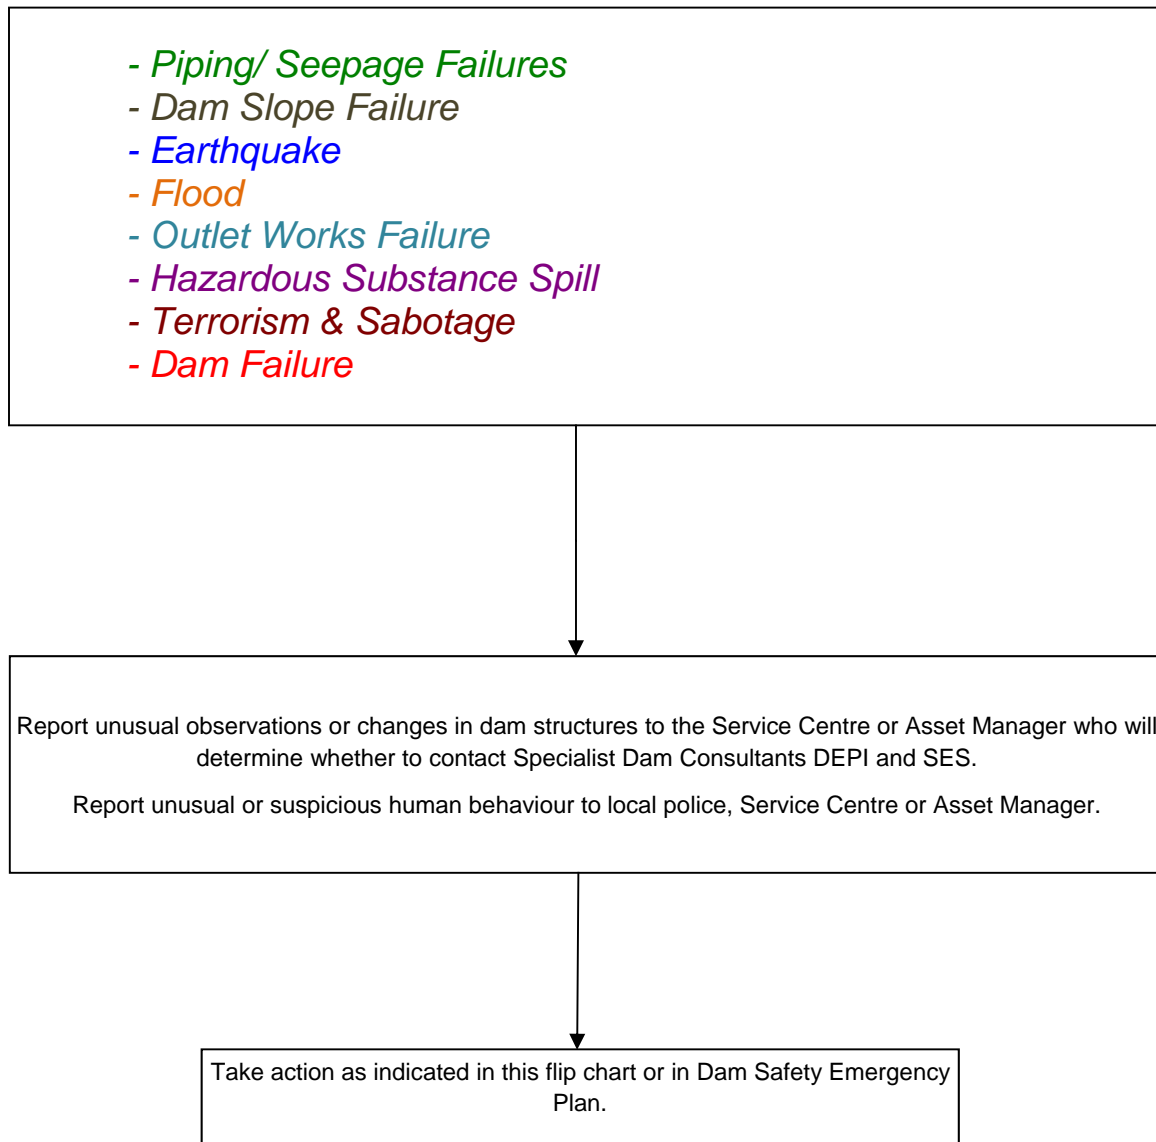 - Piping/ Seepage Failures
- Dam Slope Failure
- Earthquake
- Flood
- Outlet Works Failure
- Hazardous Substance Spill
- Terrorism & Sabotage
- Dam Failure
Report unusual observations or changes in dam structures to the Service Centre or Asset Manager who will
determine whether to contact Specialist Dam Consultants DEPI and SES.
Report unusual or suspicious human behaviour to local police, Service Centre or Asset Manager.
Take action as indicated in this flip chart or in Dam Safety Emergency
Plan.